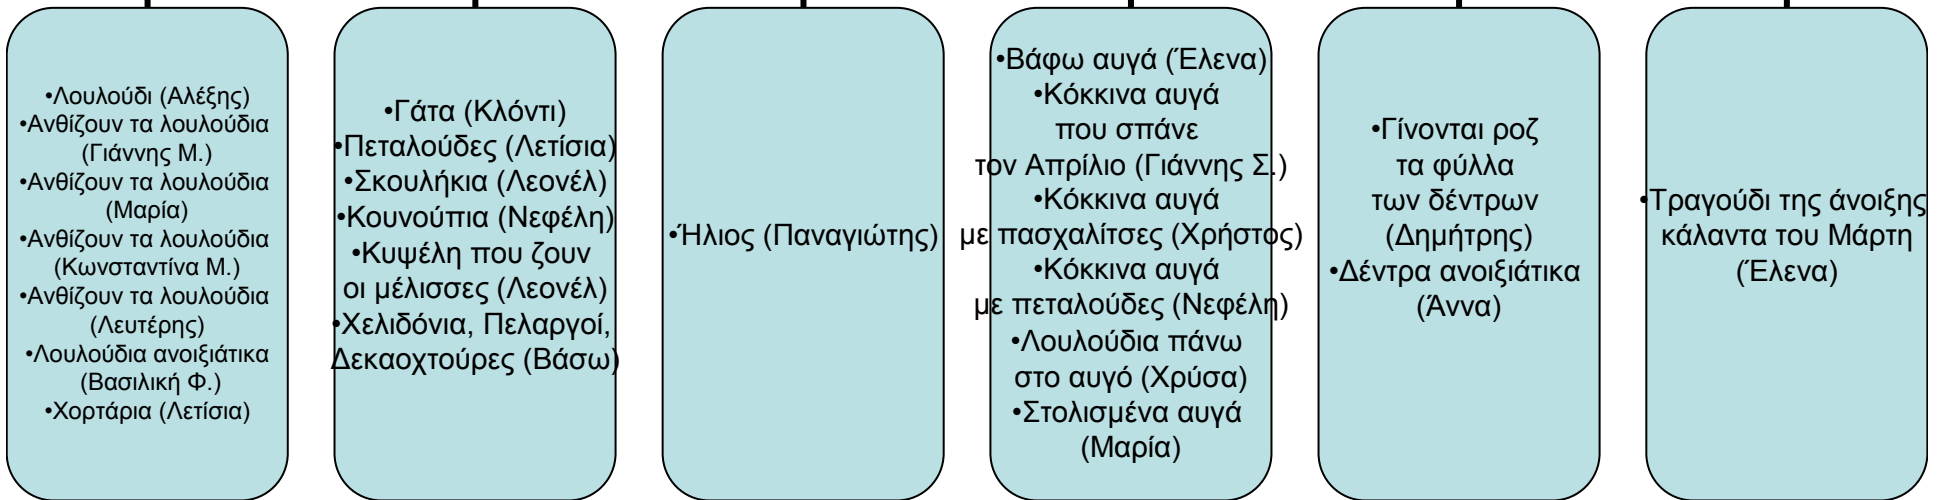 •Λουλούδι (Αλέξης)
•Ανθίζουν τα λουλούδια
(Γιάννης Μ.)
•Ανθίζουν τα λουλούδια
(Μαρία)
•Ανθίζουν τα λουλούδια
(Κωνσταντίνα Μ.)
•Ανθίζουν τα λουλούδια
(Λευτέρης)
•Λουλούδια ανοιξιάτικα
(Βασιλική Φ.)
•Χορτάρια (Λετίσια)
•Γάτα (Κλόντι)
•Πεταλούδες (Λετίσια)
•Σκουλήκια (Λεονέλ)
•Κουνούπια (Νεφέλη)
•Κυψέλη που ζουν
οι μέλισσες (Λεονέλ)
•Χελιδόνια, Πελαργοί,
Δεκαοχτούρες (Βάσω)
•Ήλιος (Παναγιώτης)
•Βάφω αυγά (Έλενα)
•Κόκκινα αυγά
που σπάνε
τον Απρίλιο (Γιάννης Σ.)
•Κόκκινα αυγά
με πασχαλίτσες (Χρήστος)
•Κόκκινα αυγά
με πεταλούδες (Νεφέλη)
•Λουλούδια πάνω
στο αυγό (Χρύσα)
•Στολισμένα αυγά
(Μαρία)
•Γίνονται ροζ
τα φύλλα
των δέντρων
(Δημήτρης)
•Δέντρα ανοιξιάτικα
(Άννα)
•Τραγούδι της άνοιξης
κάλαντα του Μάρτη
(Έλενα)